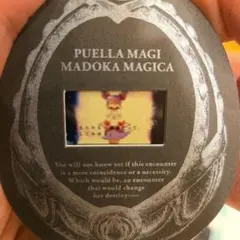 PUELLA MAGI
MADOKA MAGICA
You will not know yet if this encounter
is a mere coincidence or a necessity.
Which would be, an encounter
that would change
her destiny